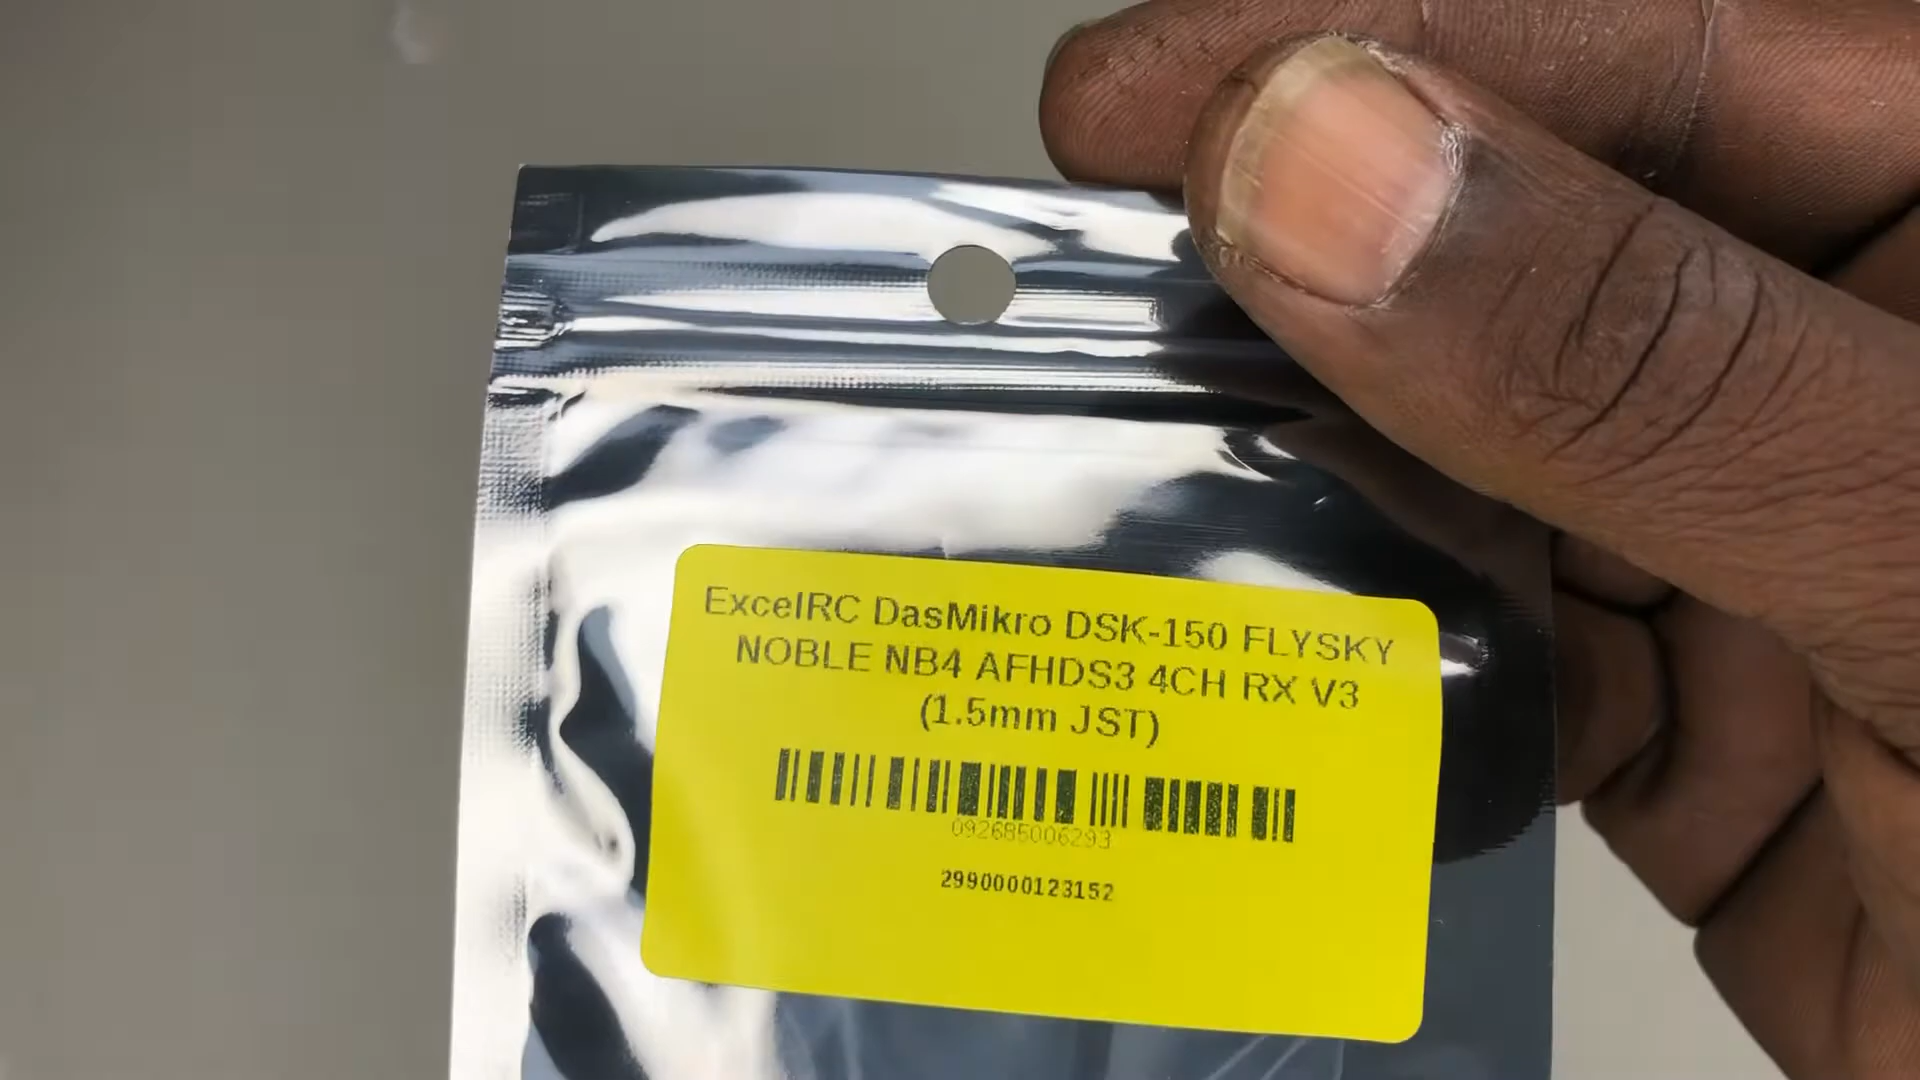 ExcelRC DasMikro DSK-150 FLYSKY
NOBLE NB4 AFHDS3 4CH RX V3
(1.5mm JST)
092685006293
2990000123152